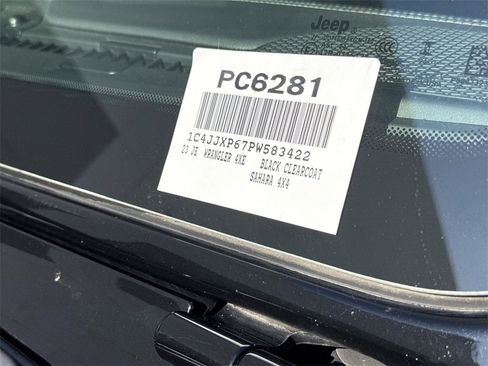 Jeep
PC6281
1C4JJXP67PW583422
23 JE WRANGLER 4XE BLACK CLEARCOAT
SAHARA 4X4